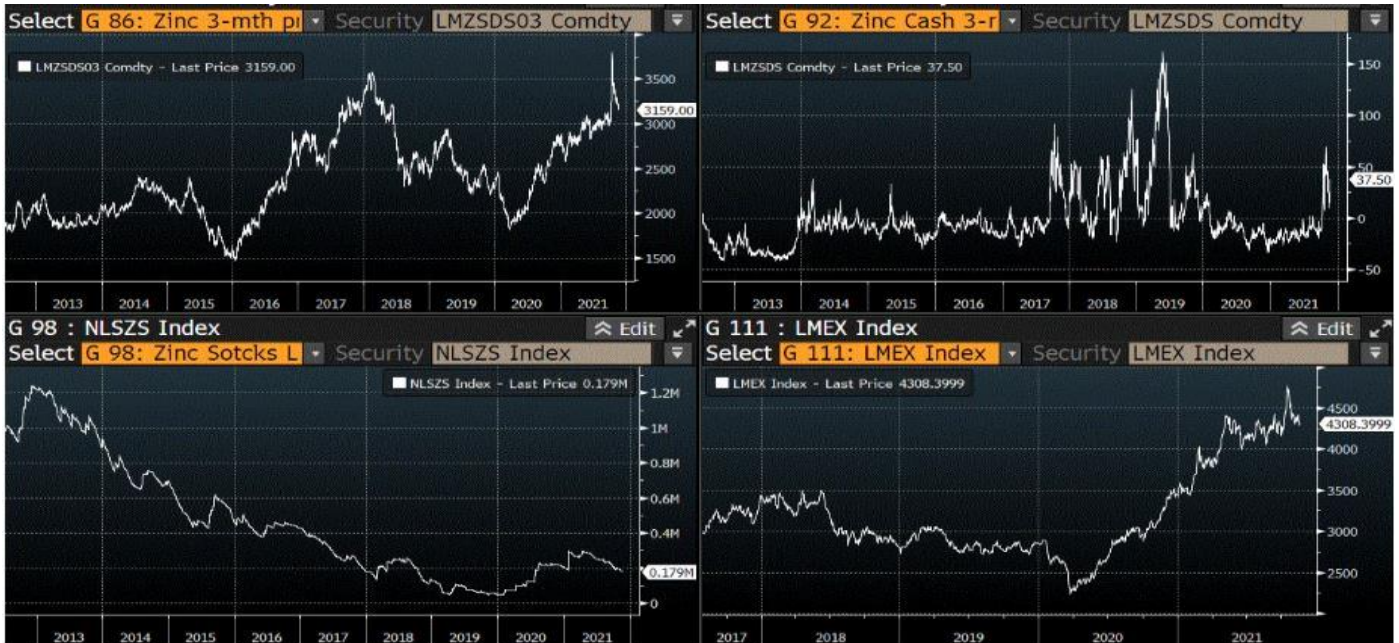 Select G 86: Zinc 3-mth pi Security LMZSDS03 Comdty
LMZSDS03 Comdty - Last Price 3159.00
3500
3159.00
3000
2500
2000
1500
2013 2014 2015 2016 2017 2018 2019 2020 2021
Select G 92: Zinc Cash 3-r Security LMZSDS Comdty
LMZSDS Comdty - Last Price 37.50
150
100
50
37.50
0
-50
2013 2014 2015 2016 2017 2018 2019 2020 2021
G 98 : NLSZS Index Edit
Select G 98: Zinc Sotcks L Security NLSZS Index
NLSZS Index - Last Price 0.179M
1.2M
1M
0.8M
0.6M
0.4M
0.179M
0
2013 2014 2015 2016 2017 2018 2019 2020 2021
G 111 : LMEX Index Edit
Select G 111: LMEX Index Security LMEX Index
LMEX Index - Last Price 4308.3999
4500
4308.3999
4000
3500
3000
2500
2017 2018 2019 2020 2021